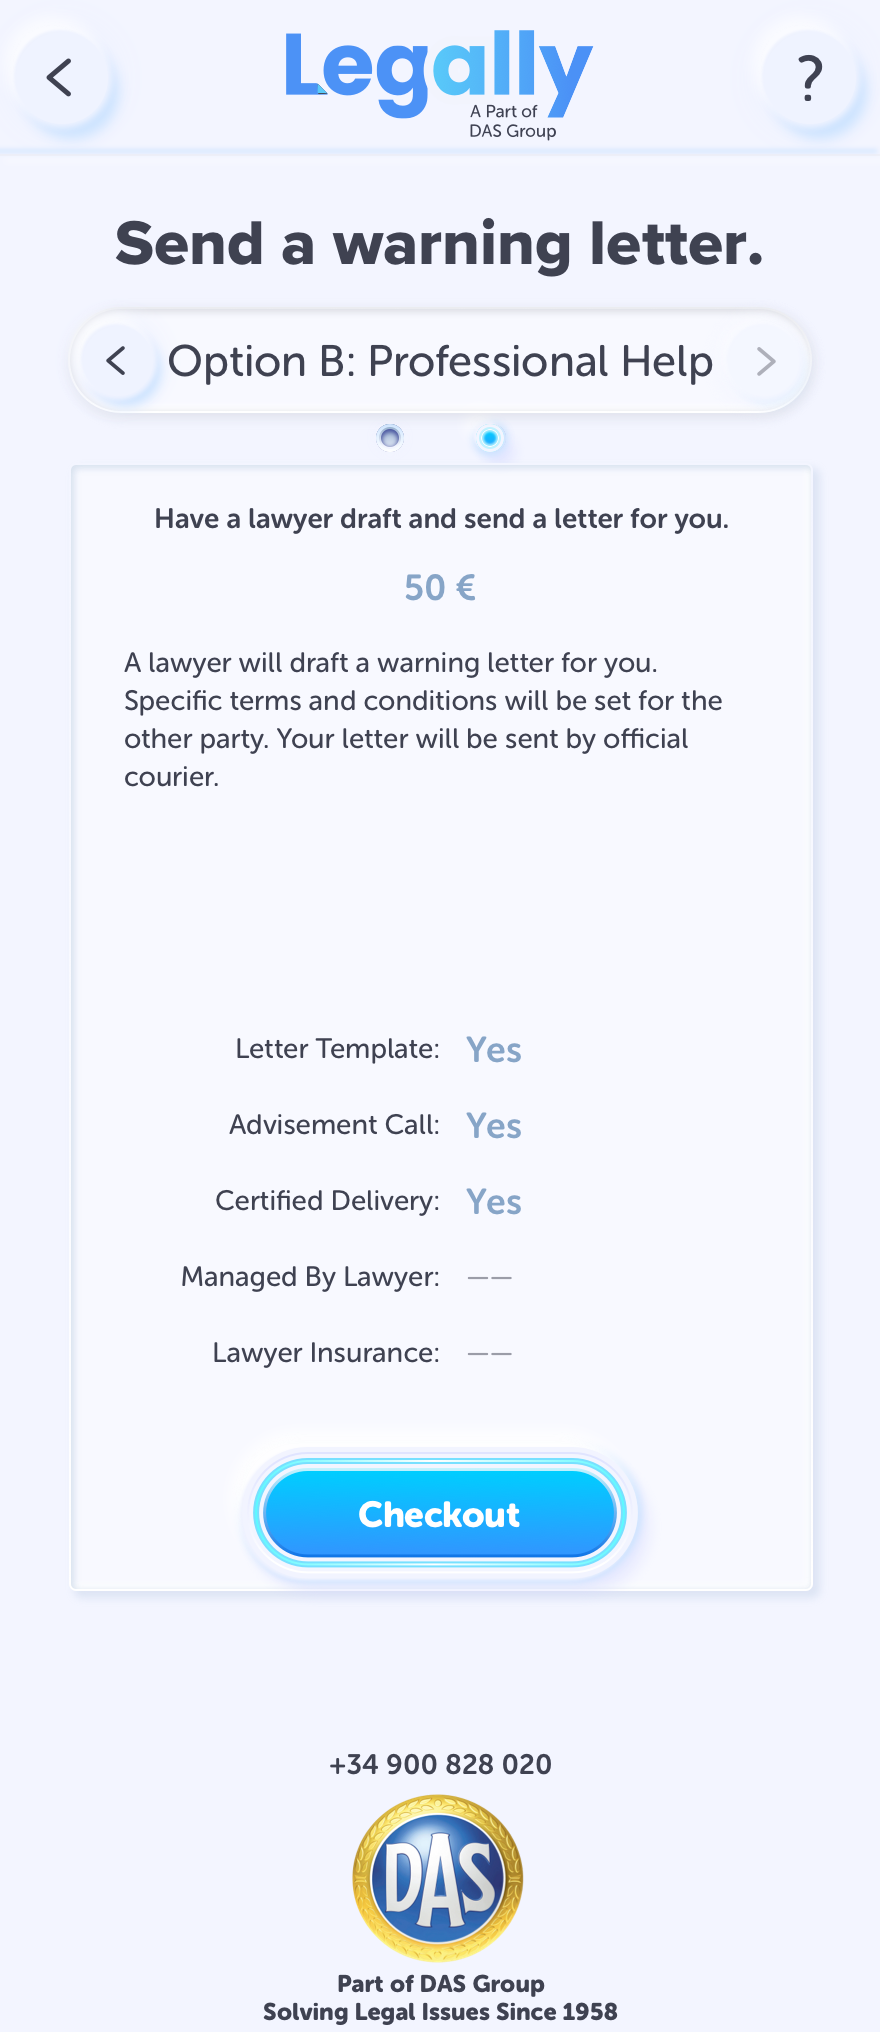 Legally
A Part of
DAS Group
?
Send a warning letter.
Option B: Professional Help
Have a lawyer draft and send a letter for you.
50 €
A lawyer will draft a warning letter for you.
Specific terms and conditions will be set for the
other party. Your letter will be sent by official
courier.
Letter Template: Yes
Advisement Call: Yes
Certified Delivery: Yes
Managed By Lawyer: ——
Lawyer Insurance: ——
Checkout
+34 900 828 020
DAS
Part of DAS Group
Solving Legal Issues Since 1958